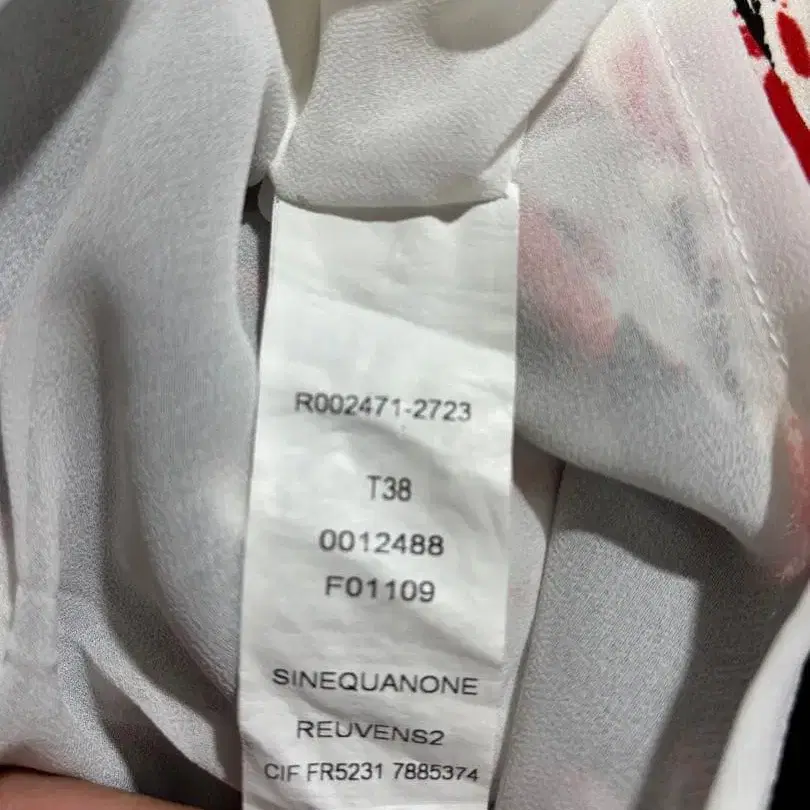 R002471-2723
T38
0012488
F01109
SINEQUANONE
REUVENS2
CIF FR5231 7885374